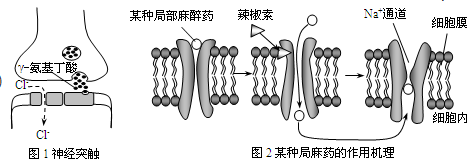 γ-氨基丁酸
Cl-
Cl-
图1神经突触
某种局部麻醉药
辣椒素
Na+通道
细胞膜
细胞内
图2某种局麻药的作用机理